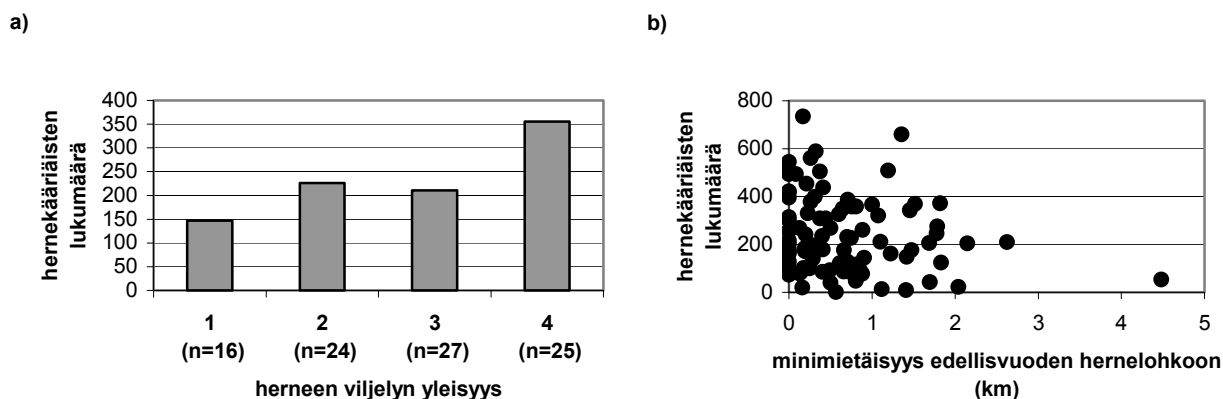 a)
hernekääriäisten
lukumäärä
400
350
300
250
200
150
100
50
0
1
(n=16)
2
(n=24)
3
(n=27)
4
(n=25)
herneen viljelyn yleisyys
b)
hernekääriäisten
lukumäärä
800
600
400
200
0
0
1
2
3
4
5
minimietäisyys edellisvuoden hernelohkoon
(km)